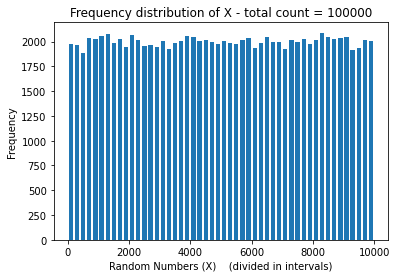 Frequency distribution of X - total count = 100000
Frequency
2000
1750
1500
1250
1000
750
500
250
0
0 2000 4000 6000 8000 10000
Random Numbers (X)    (divided in intervals)